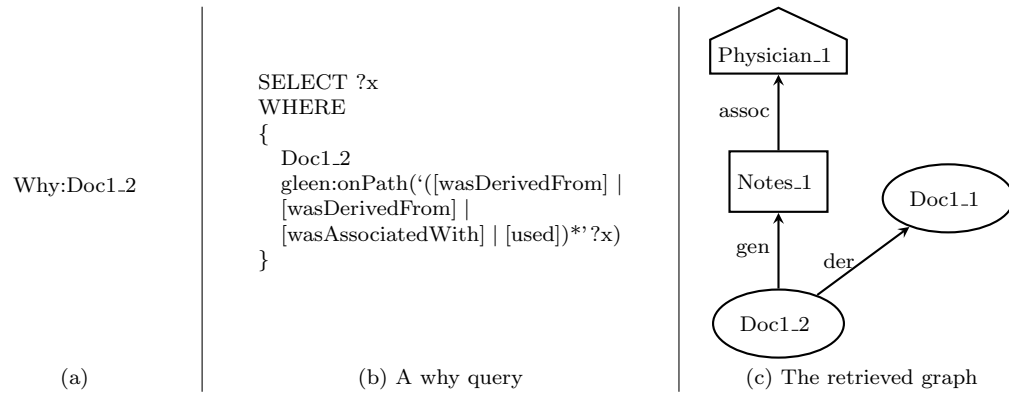 Why:Doc1_2
(a)
SELECT ?x
WHERE
{
Doc1_2
gleen:onPath(‘([wasDerivedFrom] |
[wasDerivedFrom] |
[wasAssociatedWith] | [used])*’ ?x)
}
(b) A why query
Physician_1
assoc
Notes_1
Doc1_1
gen
der
Doc1_2
(c) The retrieved graph